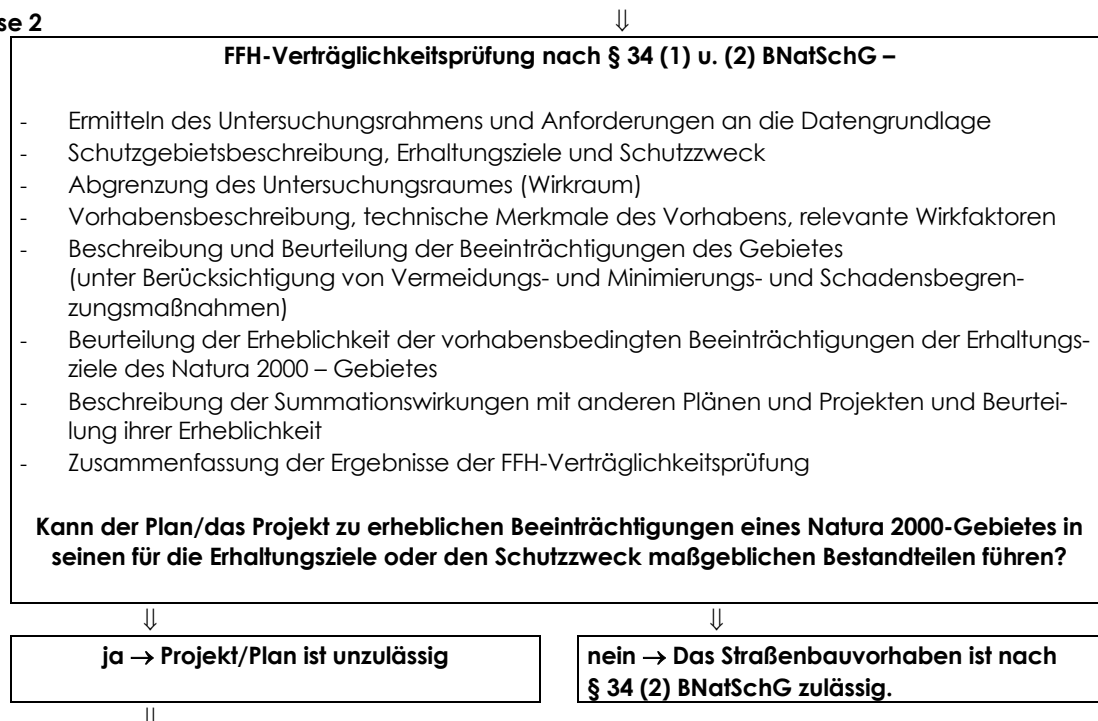 se 2
⇓
FFH-Verträglichkeitsprüfung nach § 34 (1) u. (2) BNatSchG –
- Ermitteln des Untersuchungsrahmens und Anforderungen an die Datengrundlage
- Schutzgebietsbeschreibung, Erhaltungsziele und Schutzzweck
- Abgrenzung des Untersuchungsraumes (Wirkraum)
- Vorhabensbeschreibung, technische Merkmale des Vorhabens, relevante Wirkfaktoren
- Beschreibung und Beurteilung der Beeinträchtigungen des Gebietes
(unter Berücksichtigung von Vermeidungs- und Minimierungs- und Schadensbegren-
zungsmaßnahmen)
- Beurteilung der Erheblichkeit der vorhabensbedingten Beeinträchtigungen der Erhaltungs-
ziele des Natura 2000 – Gebietes
- Beschreibung der Summationswirkungen mit anderen Plänen und Projekten und Beurtei-
lung ihrer Erheblichkeit
- Zusammenfassung der Ergebnisse der FFH-Verträglichkeitsprüfung
Kann der Plan/das Projekt zu erheblichen Beeinträchtigungen eines Natura 2000-Gebietes in
seinen für die Erhaltungsziele oder den Schutzzweck maßgeblichen Bestandteilen führen?
⇓ ⇓
ja → Projekt/Plan ist unzulässig
nein → Das Straßenbauvorhaben ist nach
§ 34 (2) BNatSchG zulässig.
⇓